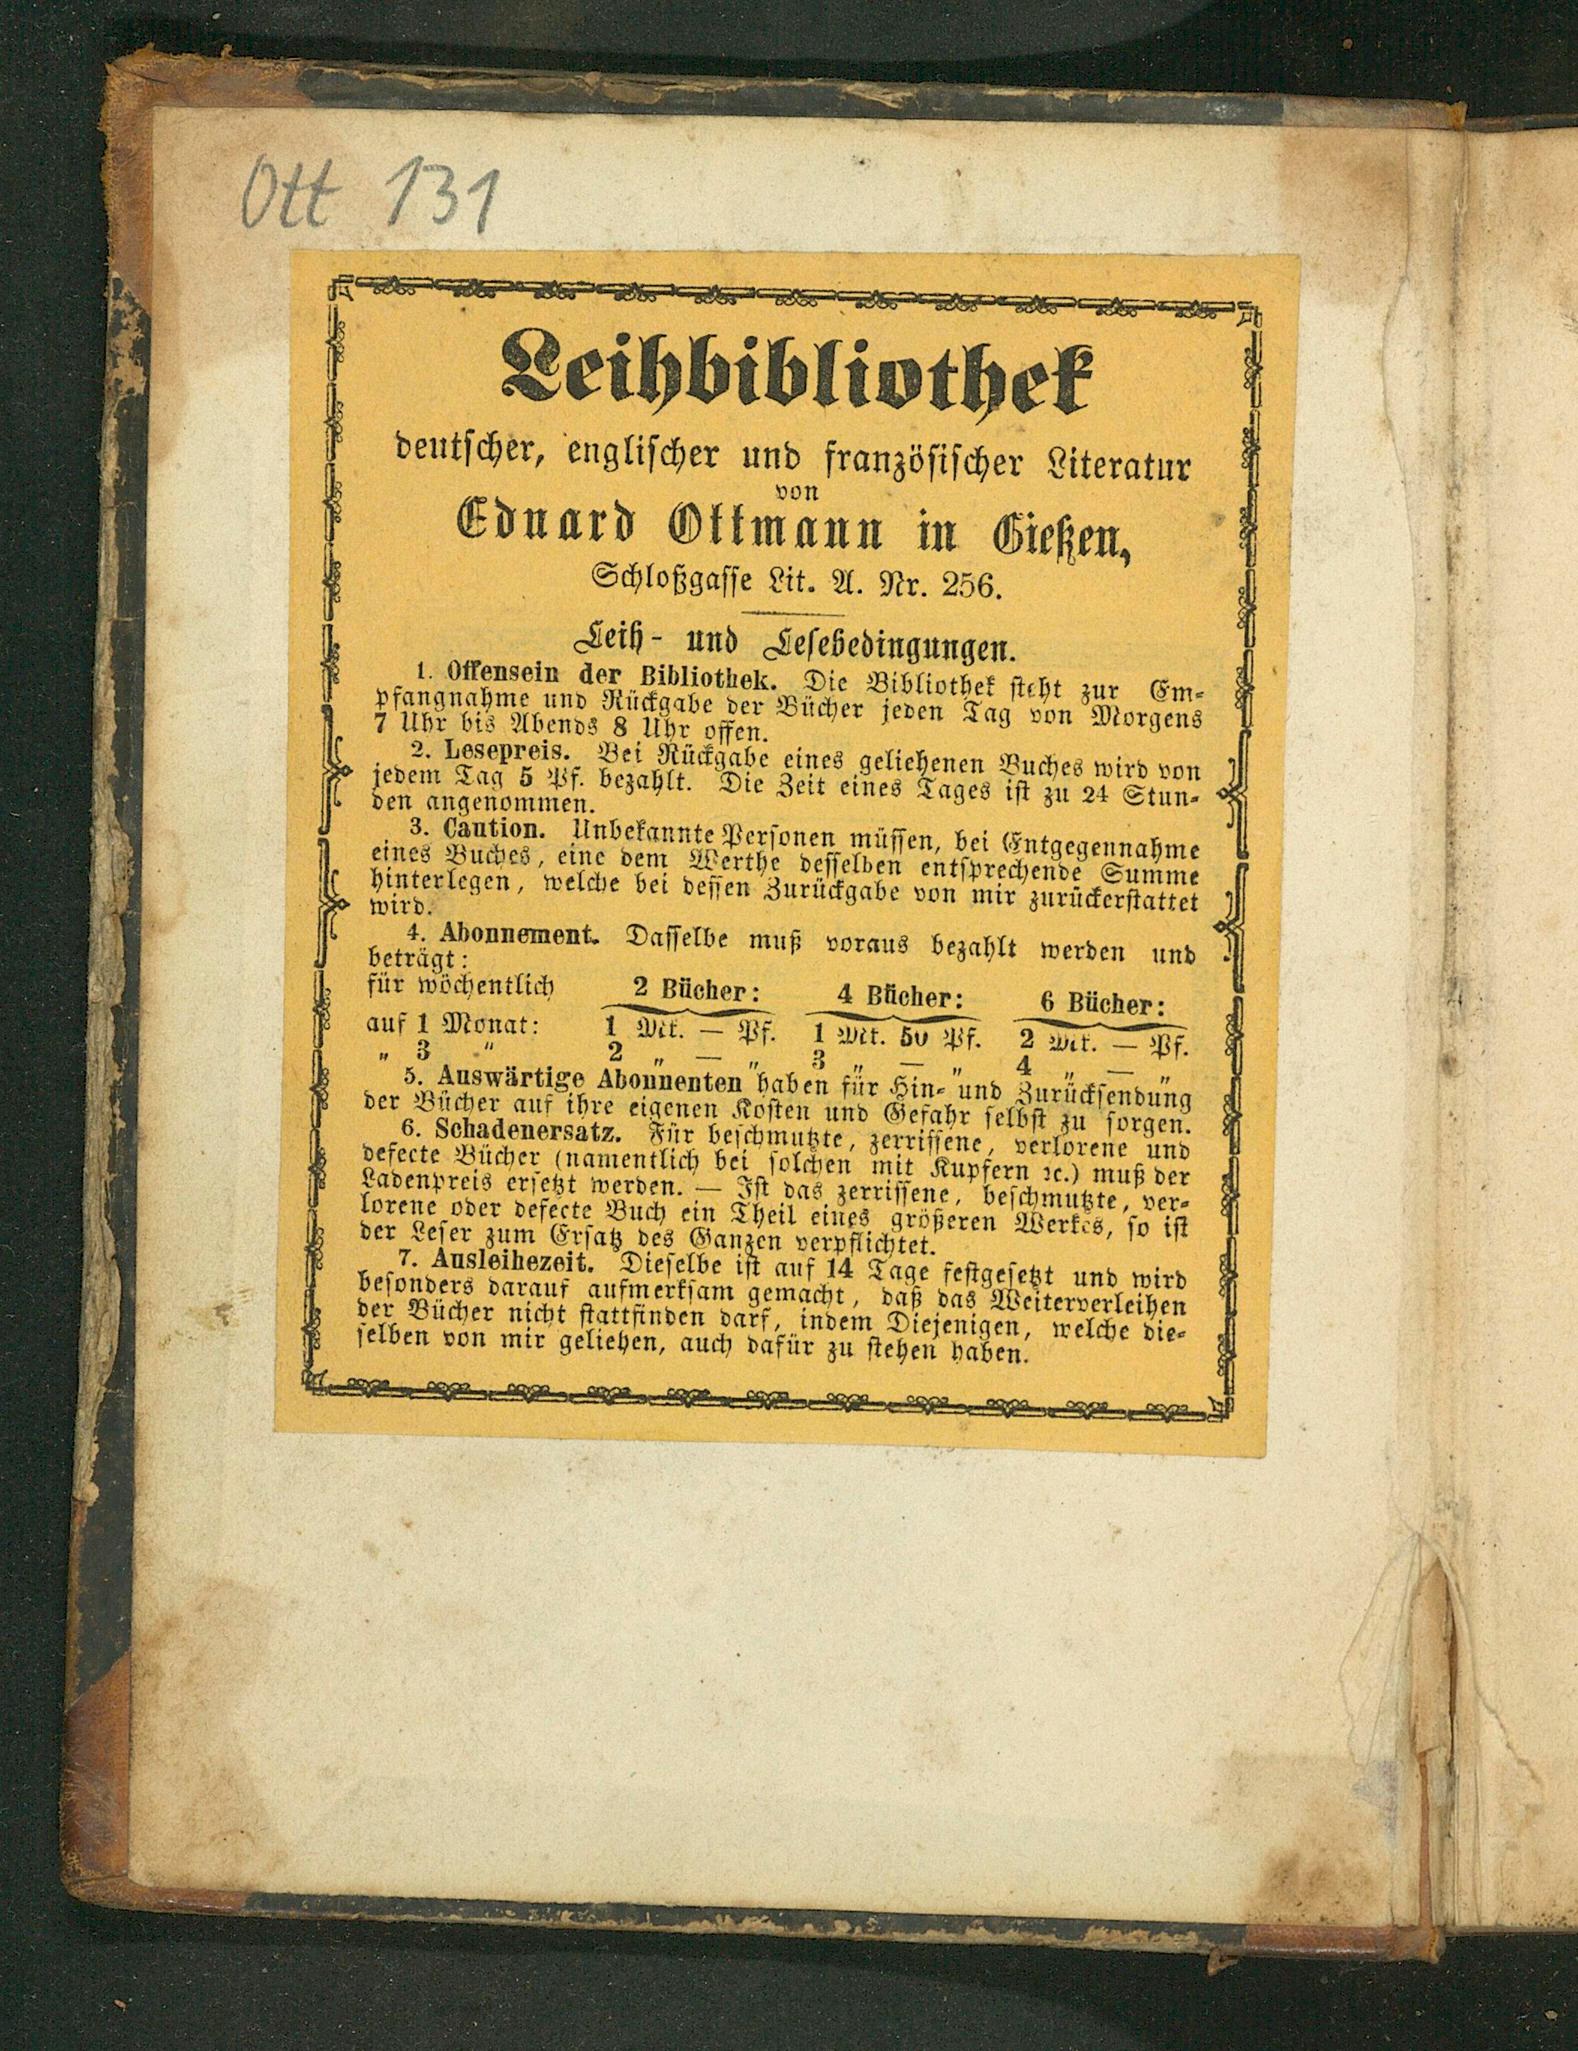 Ott 131
Leihbibliothek
deutscher, englischer und französischer Literatur
von
Eduard Ottmann in Gießen,
Schloßgasse Lit. A. Nr. 256.
Leih- und Lesebedingungen.
1. Offensein der Bibliothek. Die Bibliothek steht zur Em-
pfangnahme und Rückgabe der Bücher jeden Tag von Morgens
7 Uhr bis Abends 8 Uhr offen.
2. Lesepreis. Bei Rückgabe eines geliehenen Buches wird von
jedem Tag 5 Pf. bezahlt. Die Zeit eines Tages ist zu 24 Stun-
den angenommen.
3. Caution. Unbekannte Personen müssen, bei Entgegennahme
eines Buches, eine dem Werthe desselben entsprechende Summe
hinterlegen, welche bei dessen Zurückgabe von mir zurückerstattet
wird.
4. Abonnement. Dasselbe muß voraus bezahlt werden und
beträgt:
für wöchentlich 2 Bücher: 4 Bücher: 6 Bücher:
auf 1 Monat: 1 Mk. — Pf. 1 Mk. 50 Pf. 2 Mk. — Pf.
„ 3 „ 2 „ — „ 3 „ — „ 4 „ — „
5. Auswärtige Abonnenten haben für Hin- und Zurücksendung
der Bücher auf ihre eigenen Kosten und Gefahr selbst zu sorgen.
6. Schadenersatz. Für beschmutzte, zerrissene, verlorene und
defecte Bücher (namentlich bei solchen mit Kupfern ꝛc.) muß der
Ladenpreis ersetzt werden. — Ist das zerrissene, beschmutzte, ver-
lorene oder defecte Buch ein Theil eines größeren Werkes, so ist
der Leser zum Ersatz des Ganzen verpflichtet.
7. Ausleihezeit. Dieselbe ist auf 14 Tage festgesetzt und wird
besonders darauf aufmerksam gemacht, daß das Weiterverleihen
der Bücher nicht stattfinden darf, indem Diejenigen, welche die-
selben von mir geliehen, auch dafür zu stehen haben.